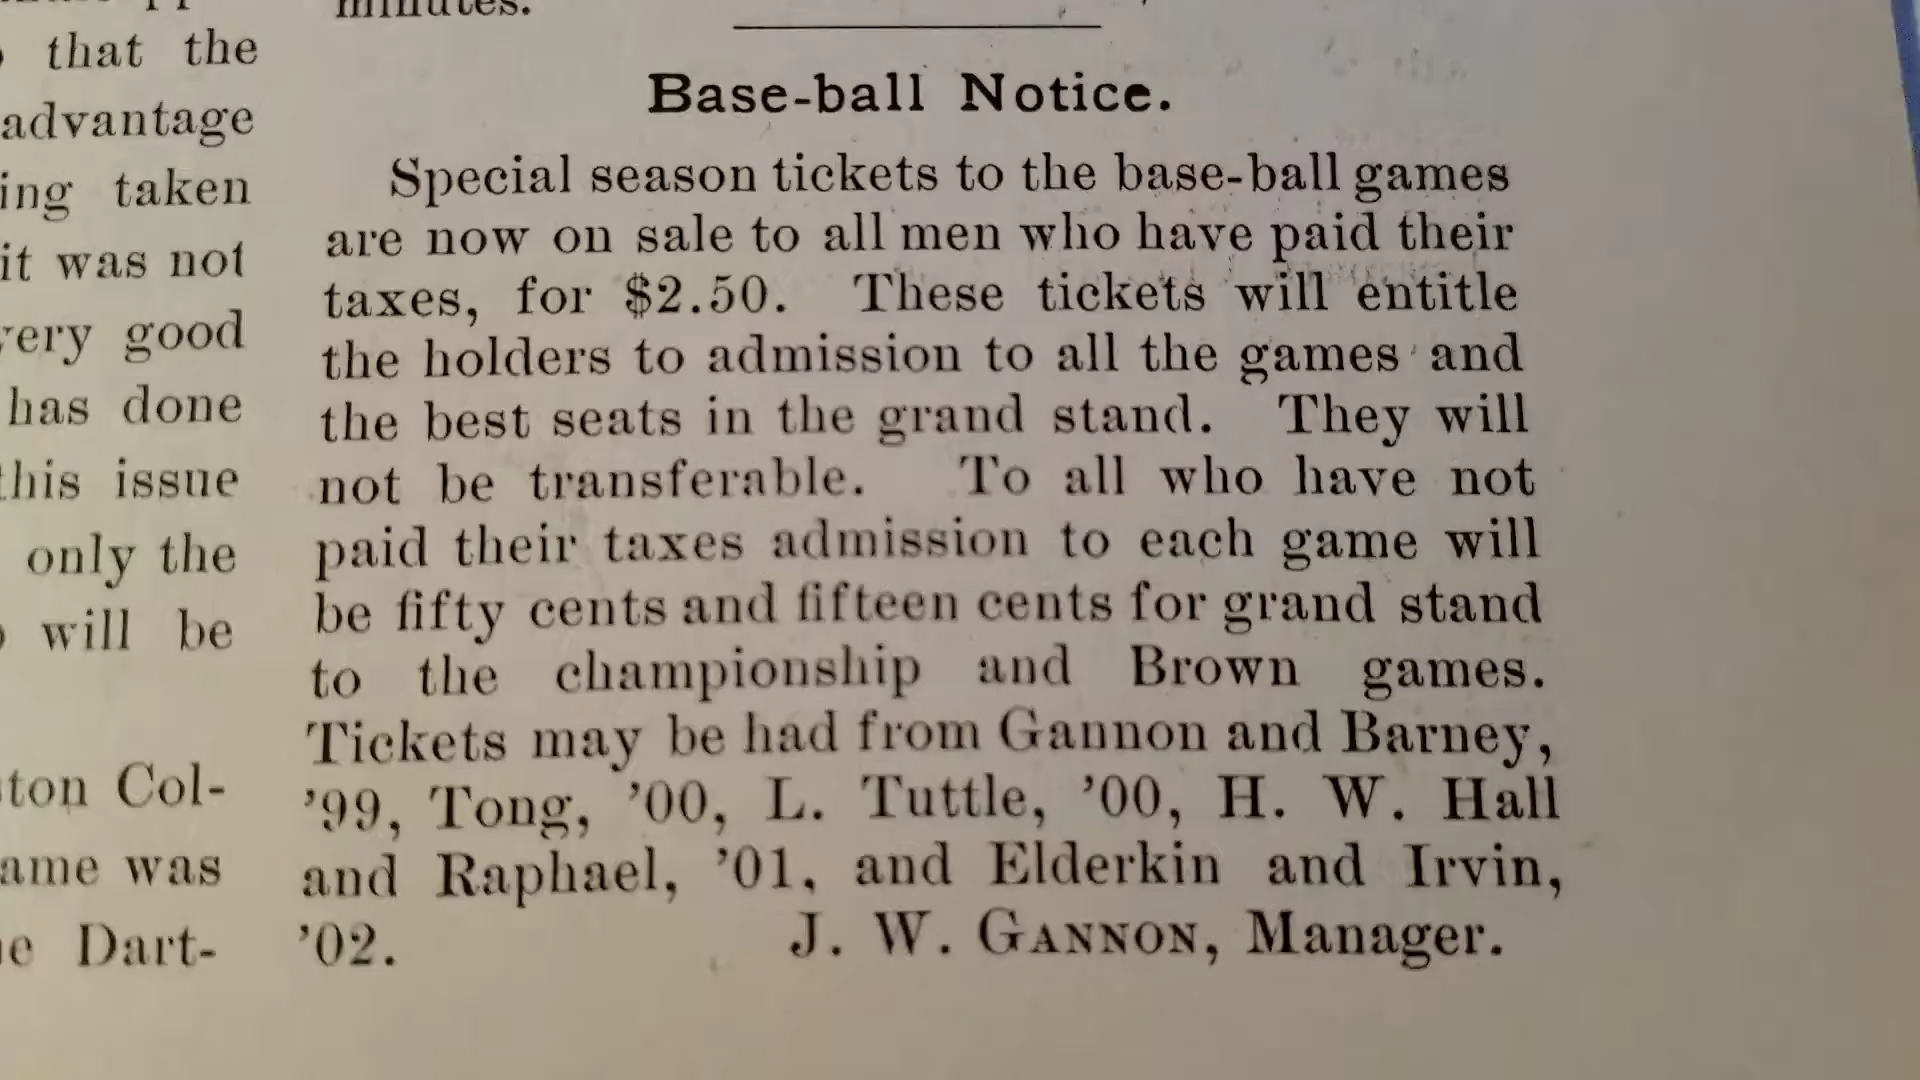 that the
advantage
taken
it was not
good
has done
this issue
only the
will be
Col-
was
Dart-
minutes.
Base-ball Notice.
Special season tickets to the base-ball games
are now on sale to all men who have paid their
taxes, for $2.50. These tickets will entitle
the holders to admission to all the games and
the best seats in the grand stand. They will
not be transferable. To all who have not
paid their taxes admission to each game will
be fifty cents and fifteen cents for grand stand
to the championship and Brown games.
Tickets may be had from Gannon and Barney,
’99, Tong, ’00, L. Tuttle, ’00, H. W. Hall
and Raphael, ’01, and Elderkin and Irvin,
’02. J. W. GANNON, Manager.